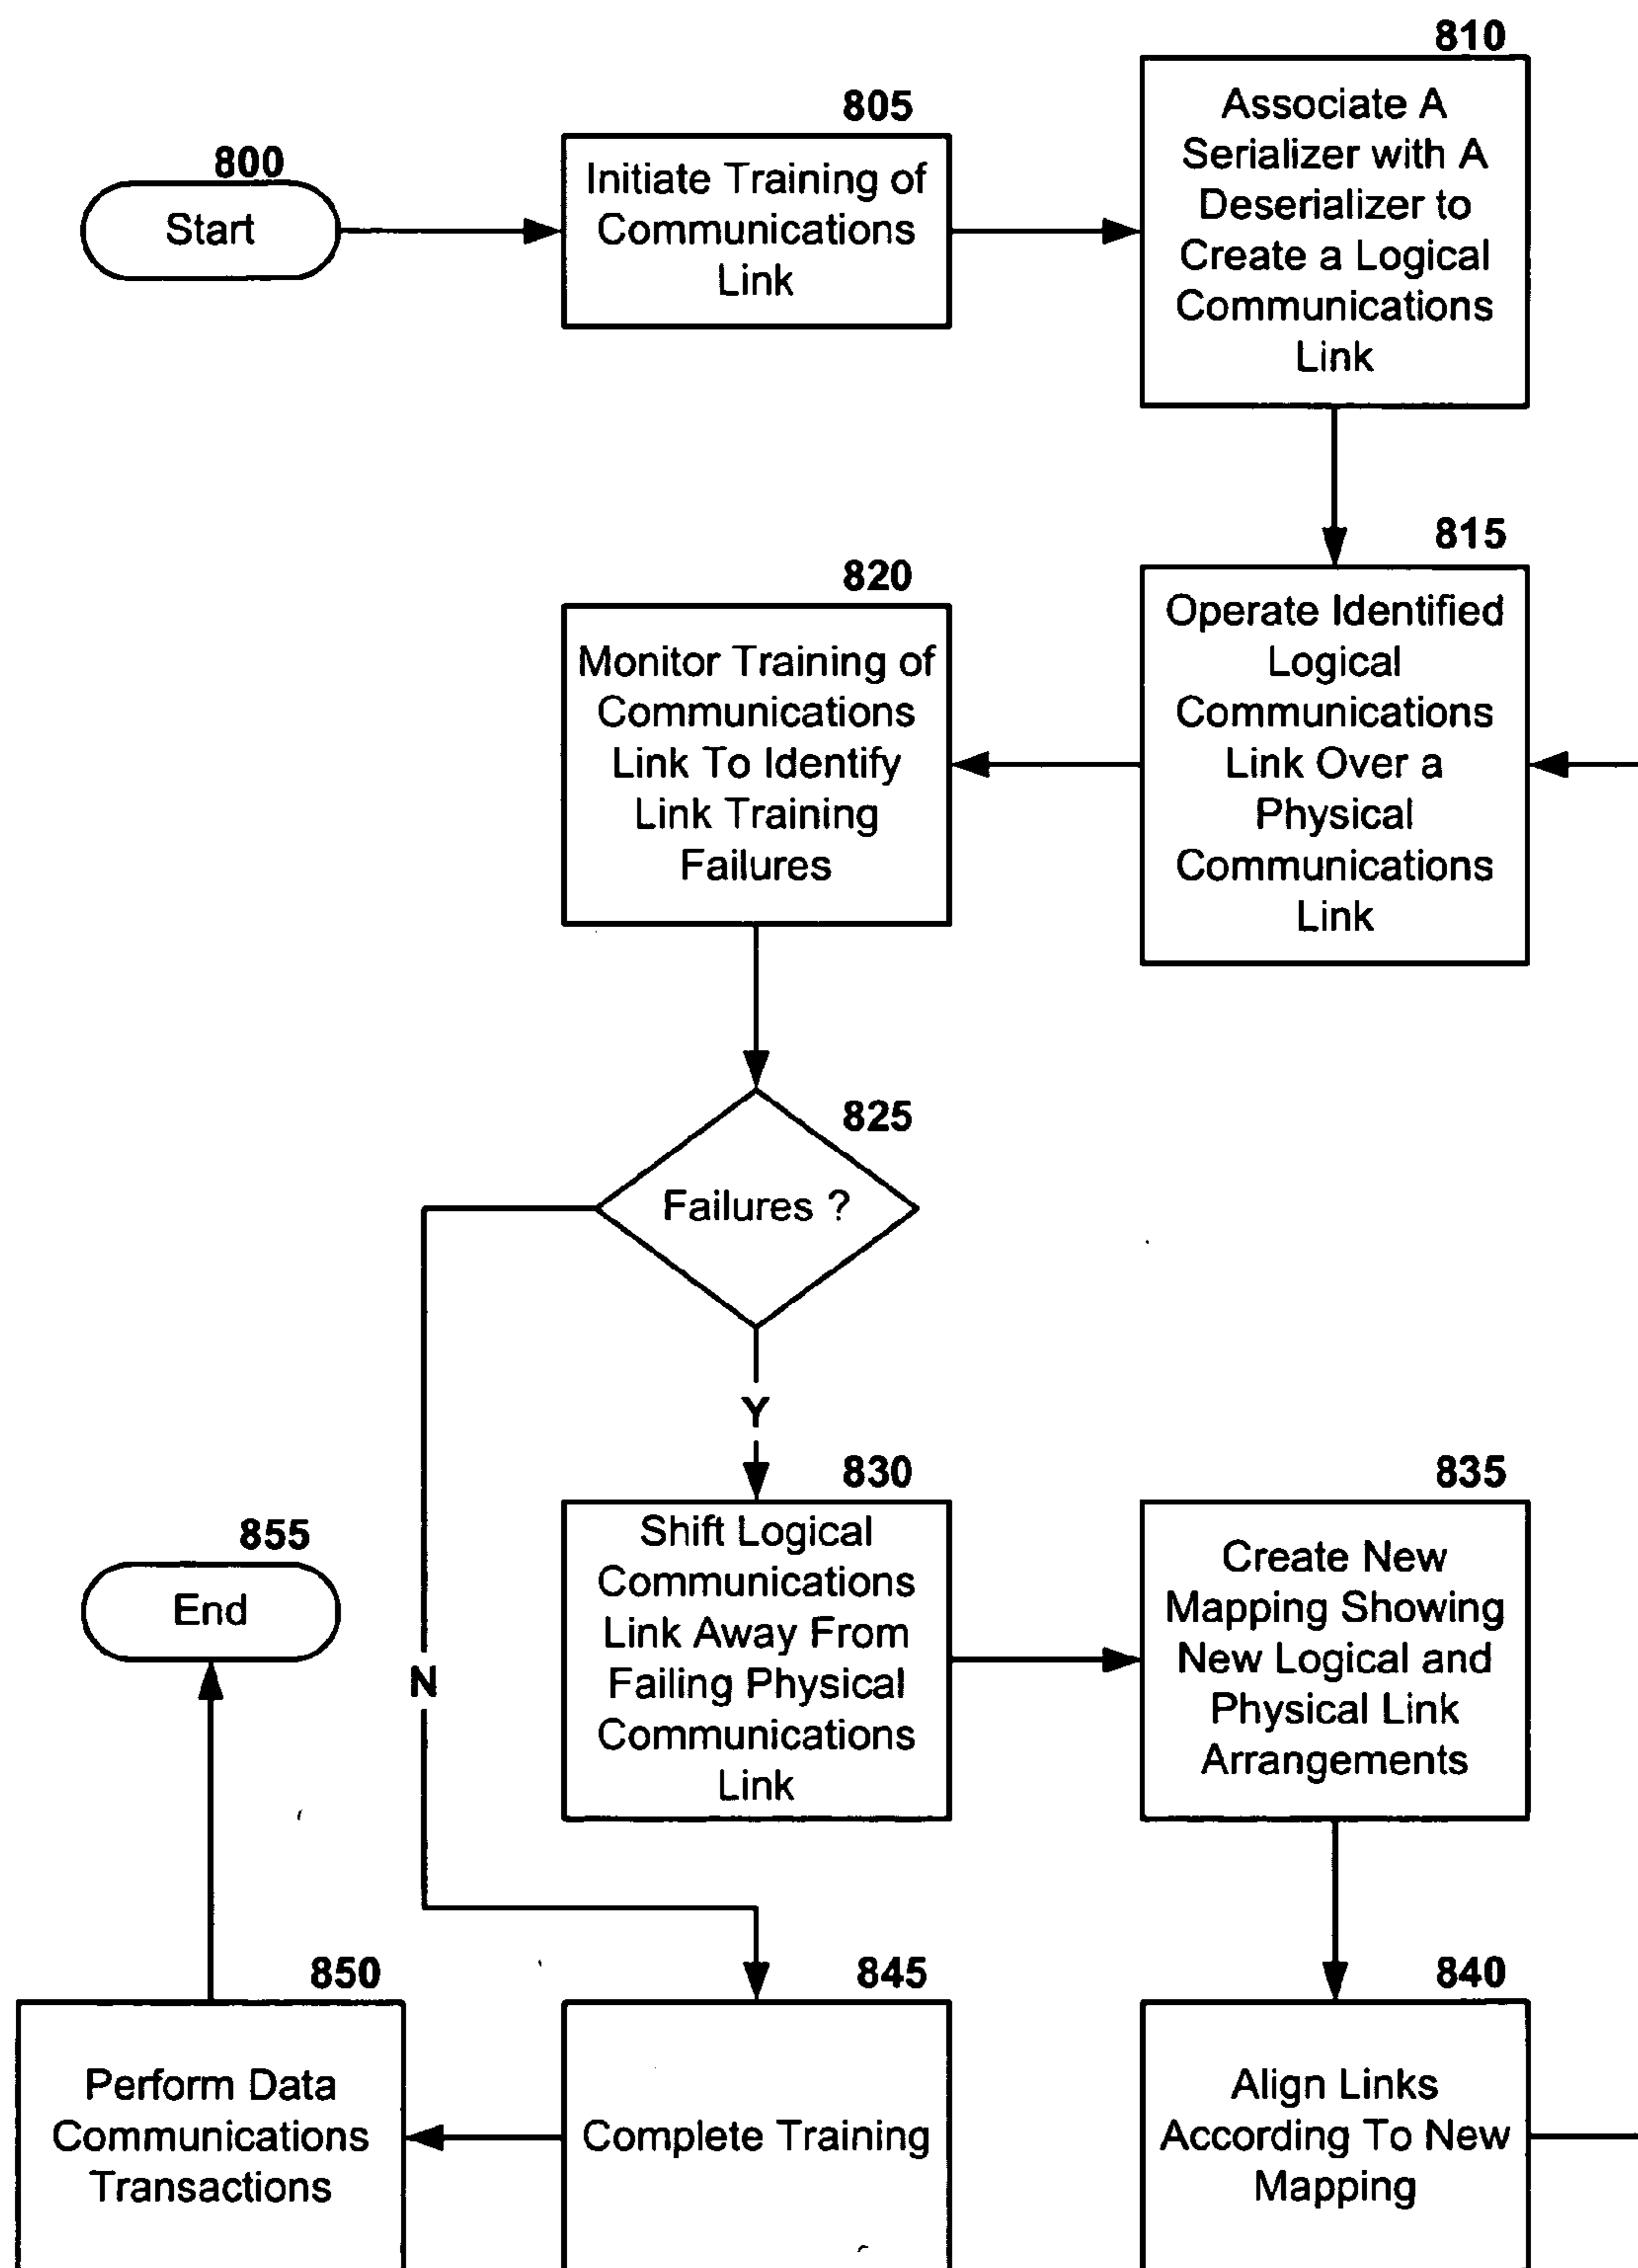 800
Start
805
Initiate Training of
Communications
Link
810
Associate A
Serializer with A
Deserializer to
Create a Logical
Communications
Link
815
Operate Identified
Logical
Communications
Link Over a
Physical
Communications
Link
820
Monitor Training of
Communications
Link To Identify
Link Training
Failures
825
Failures ?
Y
N
830
Shift Logical
Communications
Link Away From
Failing Physical
Communications
Link
835
Create New
Mapping Showing
New Logical and
Physical Link
Arrangements
840
Align Links
According To New
Mapping
845
Complete Training
850
Perform Data
Communications
Transactions
855
End